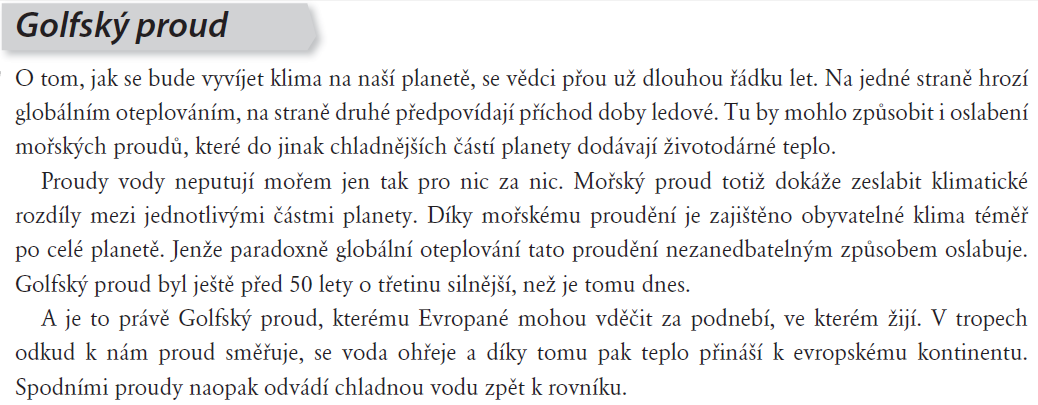 Golfský proud
O tom, jak se bude vyvíjet klima na naší planetě, se vědci přou už dlouhou řádku let. Na jedné straně hrozí
globálním oteplováním, na straně druhé předpovídají příchod doby ledové. Tu by mohlo způsobit i oslabení
mořských proudů, které do jinak chladnějších částí planety dodávají životodárné teplo.
Proudy vody neputují mořem jen tak pro nic za nic. Mořský proud totiž dokáže zeslabit klimatické
rozdíly mezi jednotlivými částmi planety. Díky mořskému proudění je zajištěno obyvatelné klima téměř
po celé planetě. Jenže paradoxně globální oteplování tato proudění nezanedbatelným způsobem oslabuje.
Golfský proud byl ještě před 50 lety o třetinu silnější, než je tomu dnes.
A je to právě Golfský proud, kterému Evropané mohou vděčit za podnebí, ve kterém žijí. V tropech
odkud k nám proud směřuje, se voda ohřeje a díky tomu pak teplo přináší k evropskému kontinentu.
Spodními proudy naopak odvádí chladnou vodu zpět k rovníku.